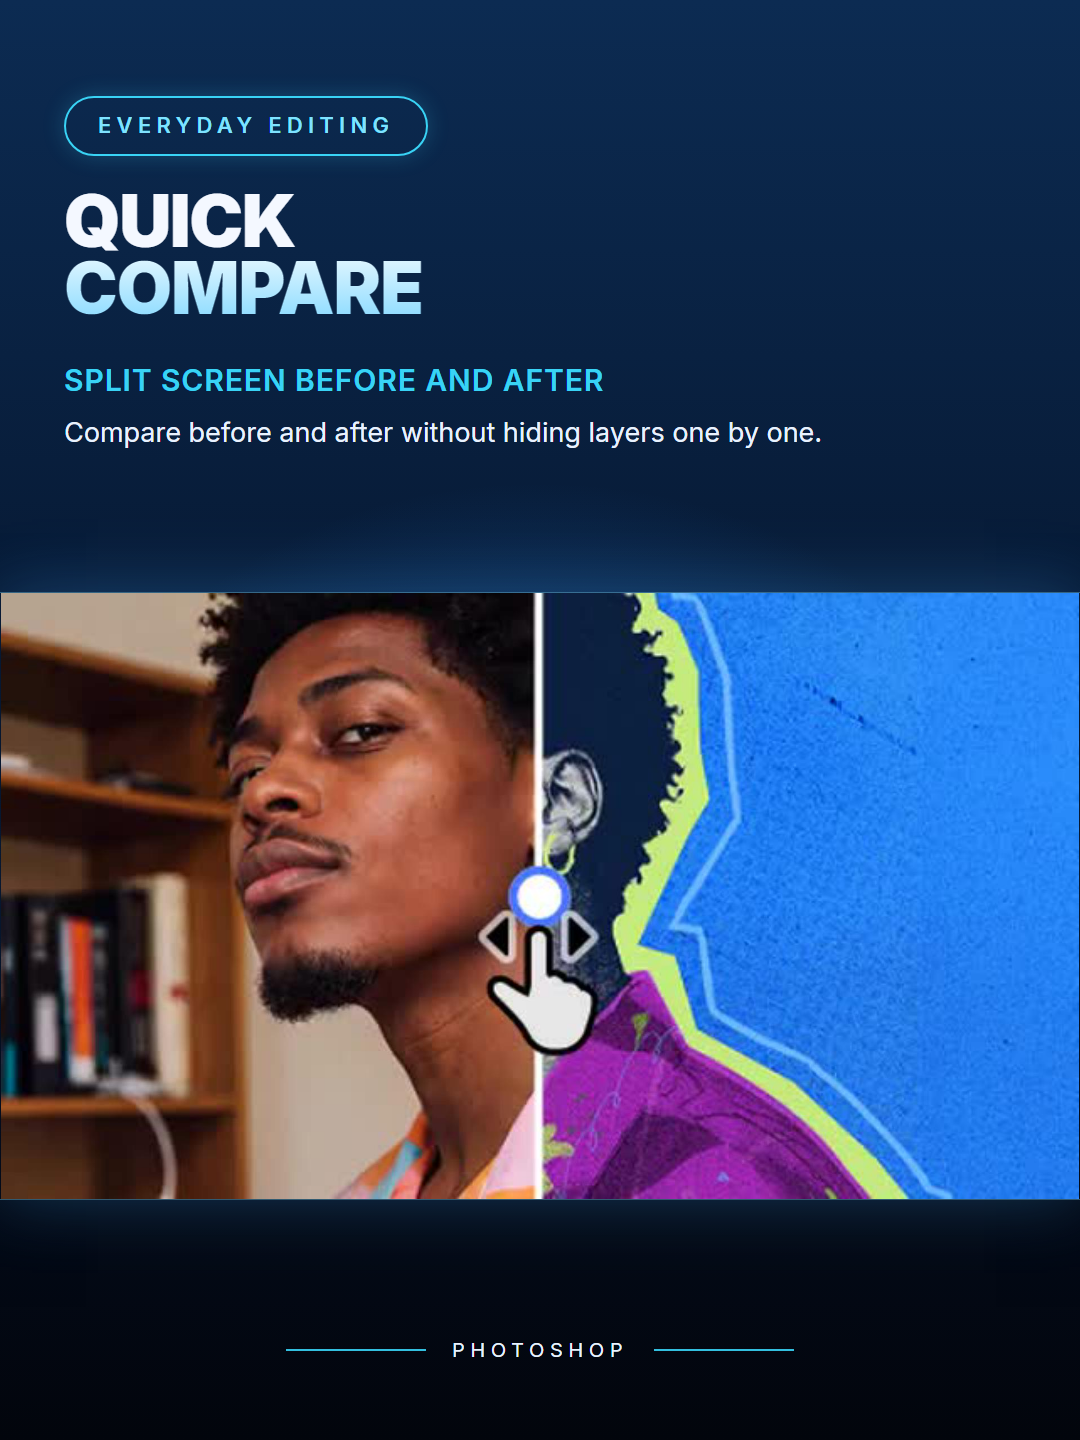 EVERYDAY EDITING
QUICK
COMPARE
SPLIT SCREEN BEFORE AND AFTER
Compare before and after without hiding layers one by one.
PHOTOSHOP